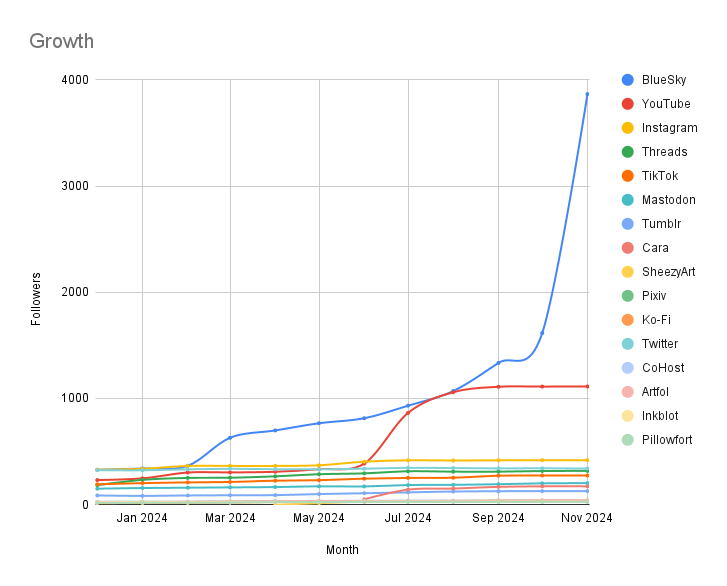 Growth
4000
3000
2000
1000
0
Followers
Jan 2024
Mar 2024
May 2024
Jul 2024
Sep 2024
Nov 2024
Month
BlueSky
YouTube
Instagram
Threads
TikTok
Mastodon
Tumblr
Cara
SheezyArt
Pixiv
Ko-Fi
Twitter
CoHost
Artfol
Inkblot
Pillowfort